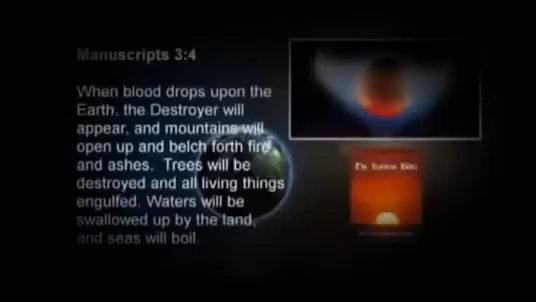 Manuscripts 3:4
When blood drops upon the
Earth, the Destroyer will
appear, and mountains will
open up and belch forth fire
and ashes. Trees will be
destroyed and all living things
engulfed. Waters will be
swallowed up by the land,
and seas will boil.
The Kolbrin Bible